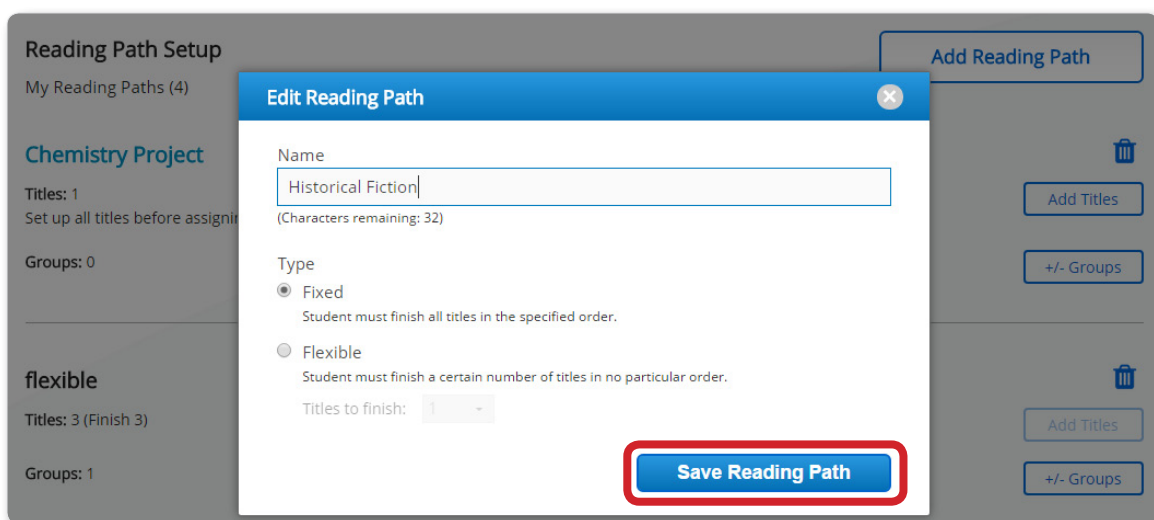 Reading Path Setup
Add Reading Path
My Reading Paths (4)
Edit Reading Path
Chemistry Project
Name
Historical Fiction
Titles: 1
Add Titles
Set up all titles before assignin
(Characters remaining: 32)
Groups: 0
+/- Groups
Type
Fixed
Student must finish all titles in the specified order.
Flexible
flexible
Student must finish a certain number of titles in no particular order.
Titles: 3 (Finish 3)
Titles to finish: 1
Add Titles
Groups: 1
Save Reading Path
+/- Groups